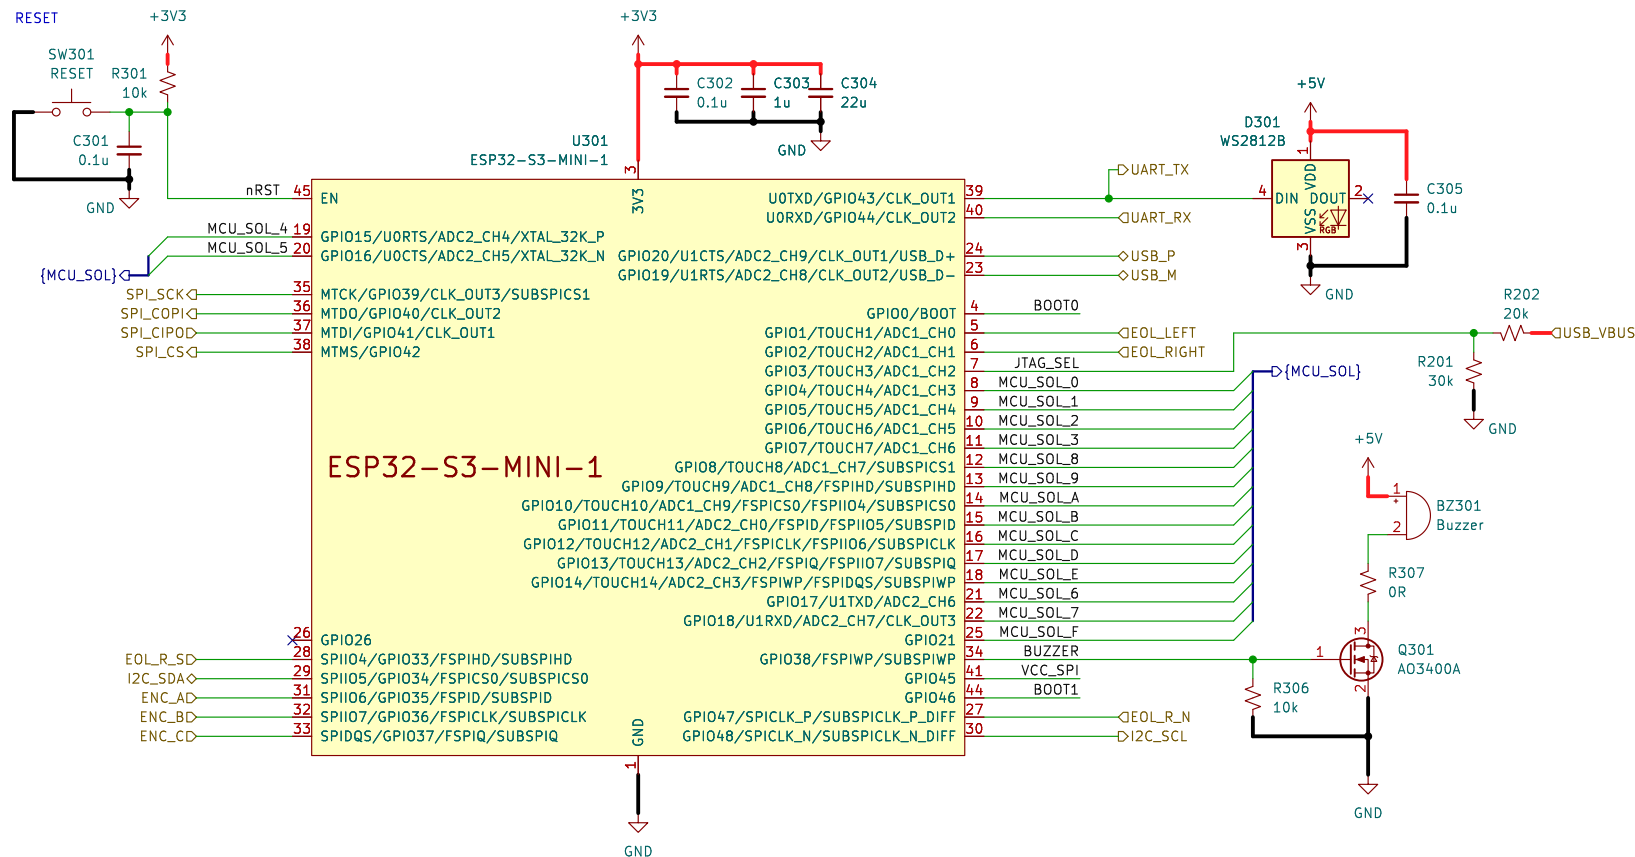 RESET
+3V3
SW301
RESET
R301
10k
C301
0.1u
GND
+3V3
C302
0.1u
C303
1u
C304
22u
GND
U301
ESP32-S3-MINI-1
3
3V3
nRST
45
EN
MCU_SOL_4
19
GPIO15/U0RTS/ADC2_CH4/XTAL_32K_P
MCU_SOL_5
20
GPIO16/U0CTS/ADC2_CH5/XTAL_32K_N
{MCU_SOL}
SPI_SCK
35
MTCK/GPIO39/CLK_OUT3/SUBSPICS1
SPI_COPI
36
MTDO/GPIO40/CLK_OUT2
SPI_CIPO
37
MTDI/GPIO41/CLK_OUT1
SPI_CS
38
MTMS/GPIO42
ESP32-S3-MINI-1
26
GPIO26
EOL_R_S
28
SPIIO4/GPIO33/FSPIHD/SUBSPIHD
I2C_SDA
29
SPIIO5/GPIO34/FSPICS0/SUBSPICS0
ENC_A
31
SPIIO6/GPIO35/FSPID/SUBSPID
ENC_B
32
SPIIO7/GPIO36/FSPICLK/SUBSPICLK
ENC_C
33
SPIDQS/GPIO37/FSPIQ/SUBSPIQ
GND
1
GND
U0TXD/GPIO43/CLK_OUT1
39
UART_TX
U0RXD/GPIO44/CLK_OUT2
40
UART_RX
GPIO20/U1CTS/ADC2_CH9/CLK_OUT1/USB_D+
24
USB_P
GPIO19/U1RTS/ADC2_CH8/CLK_OUT2/USB_D-
23
USB_M
GPIO0/BOOT
4
BOOT0
GPIO1/TOUCH1/ADC1_CH0
5
EOL_LEFT
GPIO2/TOUCH2/ADC1_CH1
6
EOL_RIGHT
GPIO3/TOUCH3/ADC1_CH2
7
JTAG_SEL
GPIO4/TOUCH4/ADC1_CH3
8
MCU_SOL_0
GPIO5/TOUCH5/ADC1_CH4
9
MCU_SOL_1
GPIO6/TOUCH6/ADC1_CH5
10
MCU_SOL_2
GPIO7/TOUCH7/ADC1_CH6
11
MCU_SOL_3
GPIO8/TOUCH8/ADC1_CH7/SUBSPICS1
12
MCU_SOL_8
GPIO9/TOUCH9/ADC1_CH8/FSPIHD/SUBSPIHD
13
MCU_SOL_9
GPIO10/TOUCH10/ADC1_CH9/FSPICS0/FSPIIO4/SUBSPICS0
14
MCU_SOL_A
GPIO11/TOUCH11/ADC2_CH0/FSPID/FSPIIO5/SUBSPID
15
MCU_SOL_B
GPIO12/TOUCH12/ADC2_CH1/FSPICLK/FSPIIO6/SUBSPICLK
16
MCU_SOL_C
GPIO13/TOUCH13/ADC2_CH2/FSPIQ/FSPIIO7/SUBSPIQ
17
MCU_SOL_D
GPIO14/TOUCH14/ADC2_CH3/FSPIWP/FSPIDQS/SUBSPIWP
18
MCU_SOL_E
GPIO17/U1TXD/ADC2_CH6
21
MCU_SOL_6
GPIO18/U1RXD/ADC2_CH7/CLK_OUT3
22
MCU_SOL_7
GPIO21
25
MCU_SOL_F
GPIO38/FSPIWP/SUBSPIWP
34
BUZZER
GPIO45
41
VCC_SPI
GPIO46
44
BOOT1
GPIO47/SPICLK_P/SUBSPICLK_P_DIFF
27
EOL_R_N
GPIO48/SPICLK_N/SUBSPICLK_N_DIFF
30
I2C_SCL
{MCU_SOL}
+5V
D301
WS2812B
1
VDD
4
DIN
DOUT
2
VSS
RGB
3
C305
0.1u
GND
R202
20k
USB_VBUS
R201
30k
GND
+5V
1
+
2
BZ301
Buzzer
R307
0R
3
1
2
Q301
AO3400A
R306
10k
GND